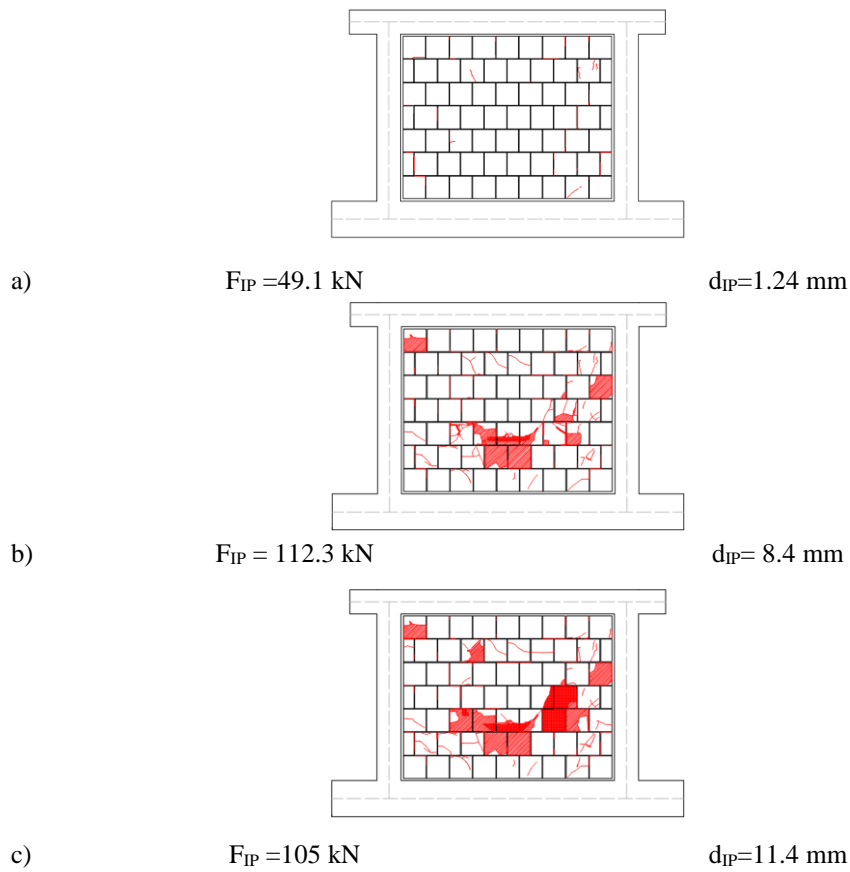 a) F_IP =49.1 kN d_IP=1.24 mm
b) F_IP = 112.3 kN d_IP= 8.4 mm
c) F_IP =105 kN d_IP=11.4 mm